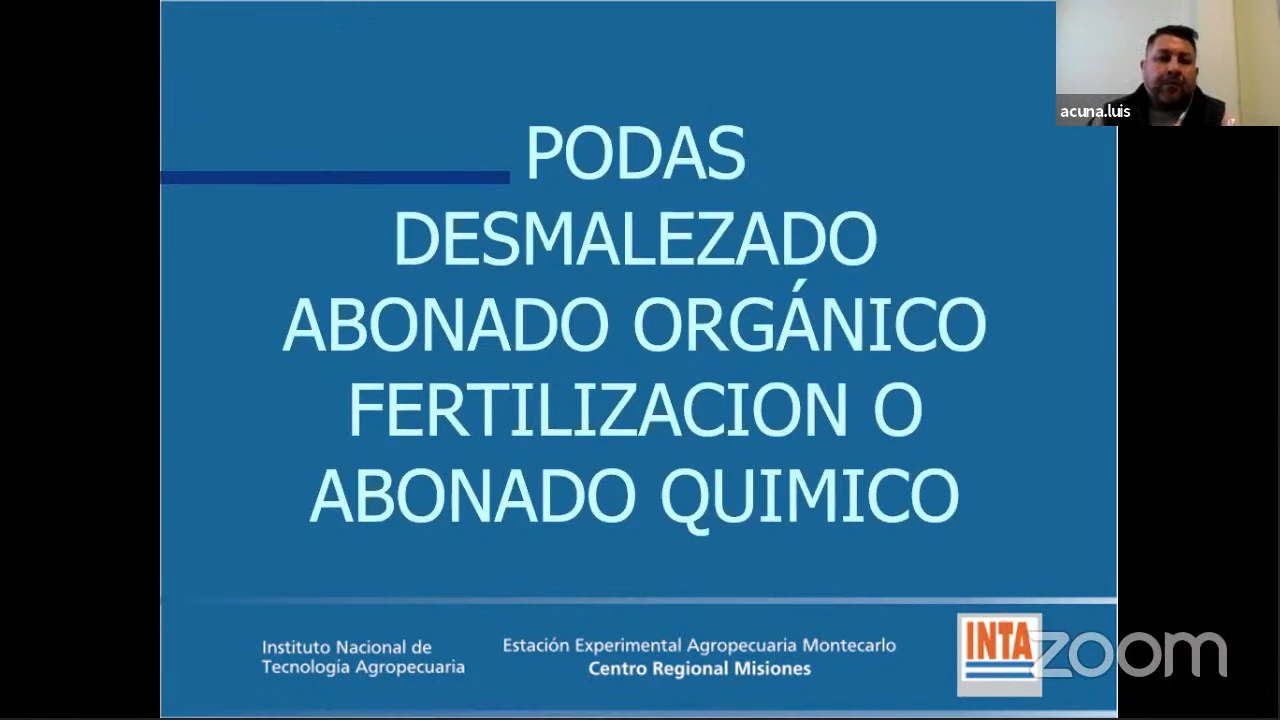 acuna.luis
PODAS
DESMALEZADO
ABONADO ORGÁNICO
FERTILIZACION O
ABONADO QUIMICO
Instituto Nacional de
Tecnología Agropecuaria
Estación Experimental Agropecuaria Montecarlo
Centro Regional Misiones
INTA
zoom